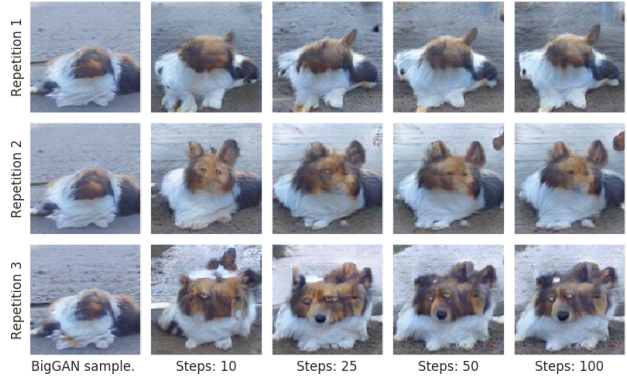 Repetition 1
Repetition 2
Repetition 3
BigGAN sample. Steps: 10 Steps: 25 Steps: 50 Steps: 100